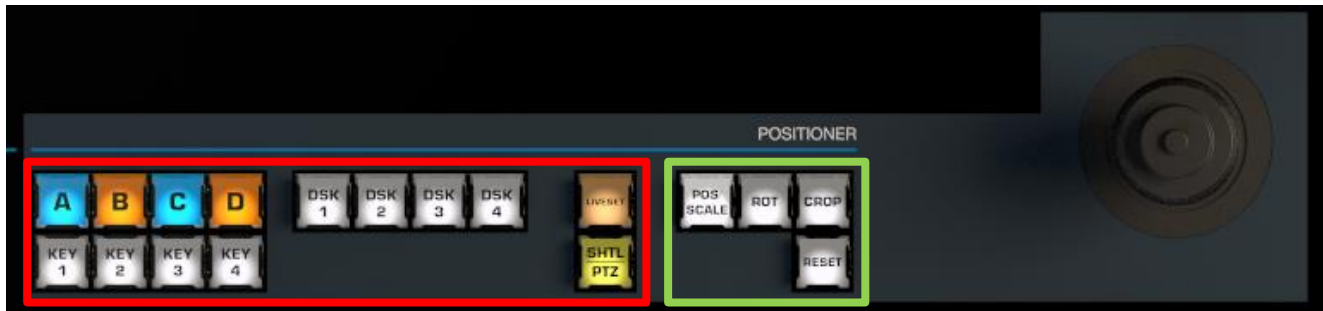 POSITIONER
A B C D
DSK 1
DSK 2
DSK 3
DSK 4
LIVESET
POS SCALE
ROT
CROP
KEY 1
KEY 2
KEY 3
KEY 4
SHTL PTZ
RESET